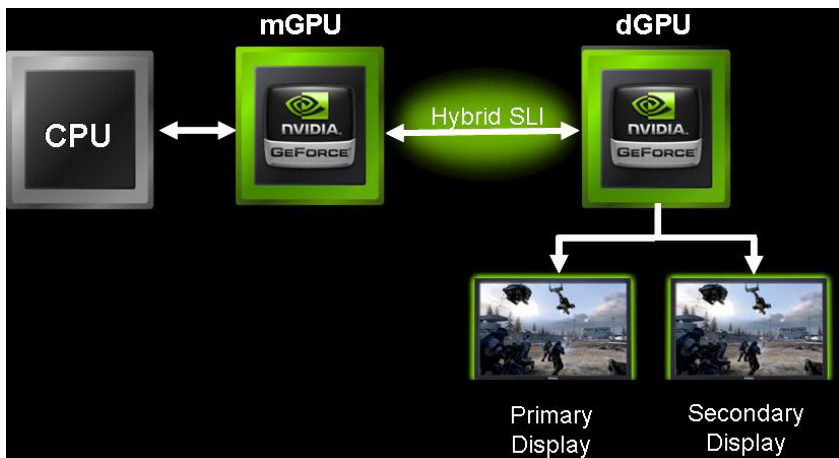 mGPU
dGPU
CPU
NVIDIA.
GEFORCE
Hybrid SLI
NVIDIA.
GEFORCE
Primary
Display
Secondary
Display